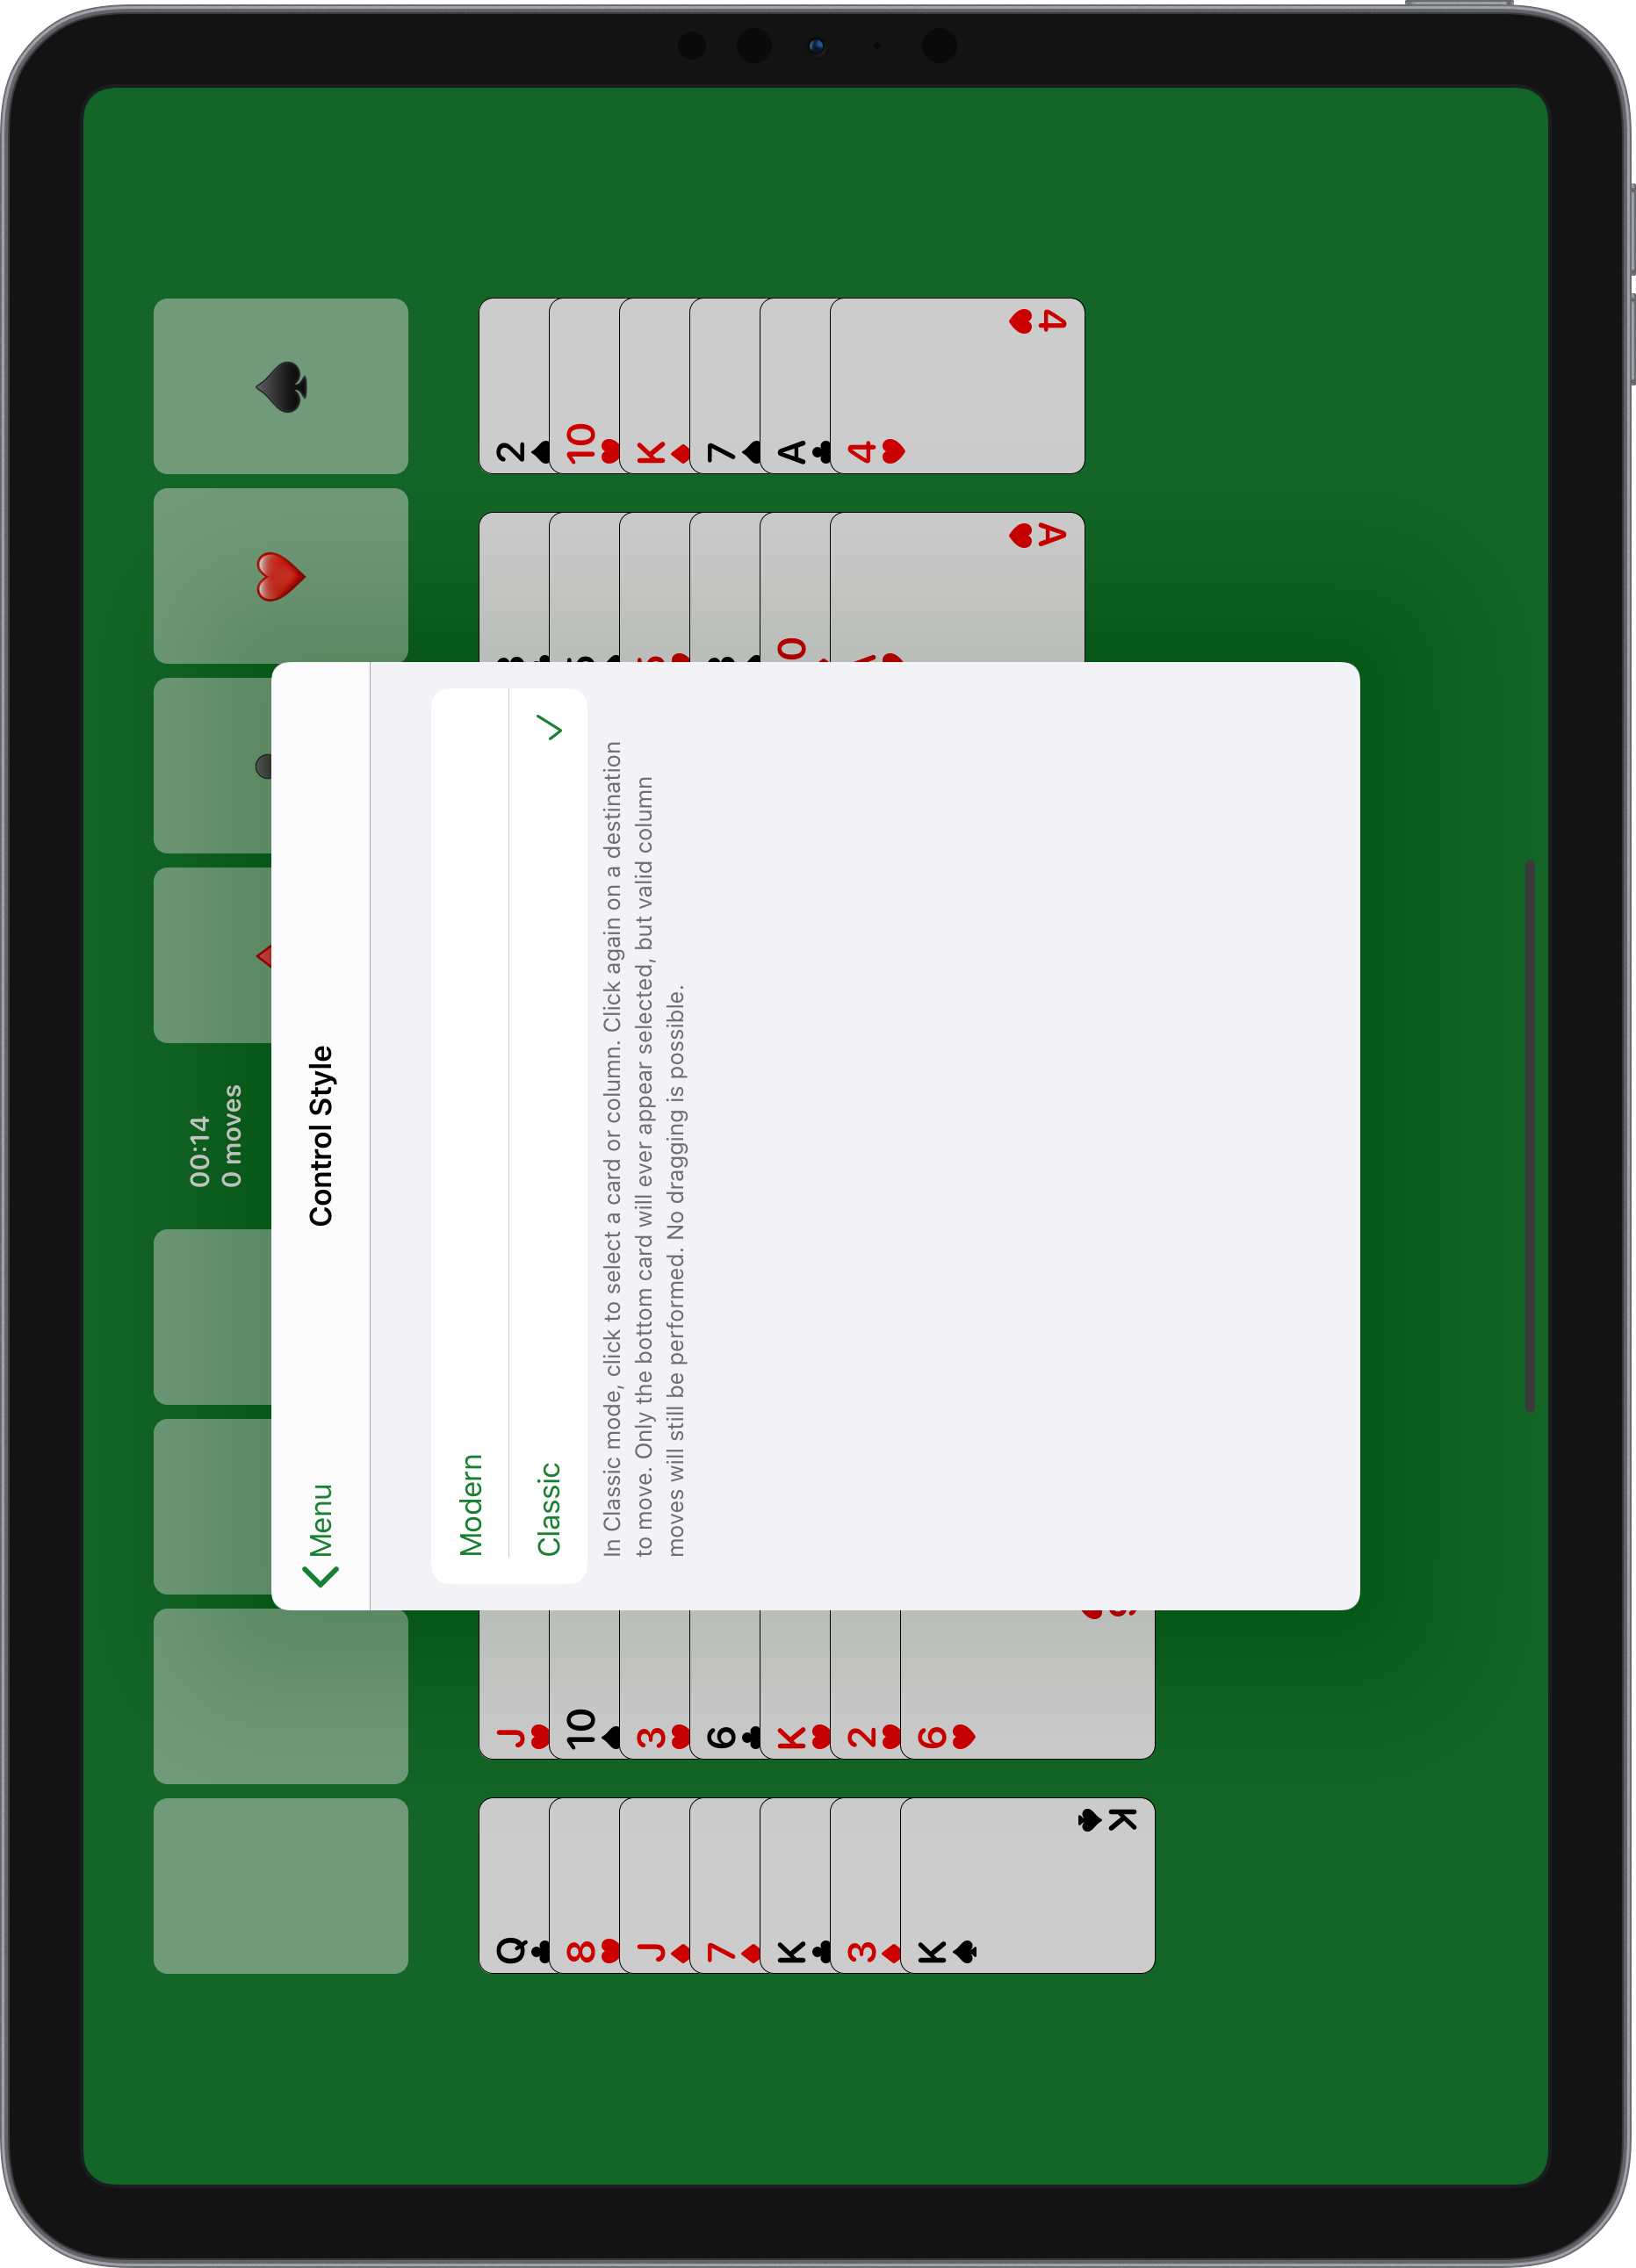 00:14
0 moves
Menu
Control Style
Modern
Classic
In Classic mode, click to select a card or column. Click again on a destination
to move. Only the bottom card will ever appear selected, but valid column
moves will still be performed. No dragging is possible.
Q
8
J
7
K
3
K
K
J
10
3
6
K
2
6
A
2
10
K
7
A
4
4